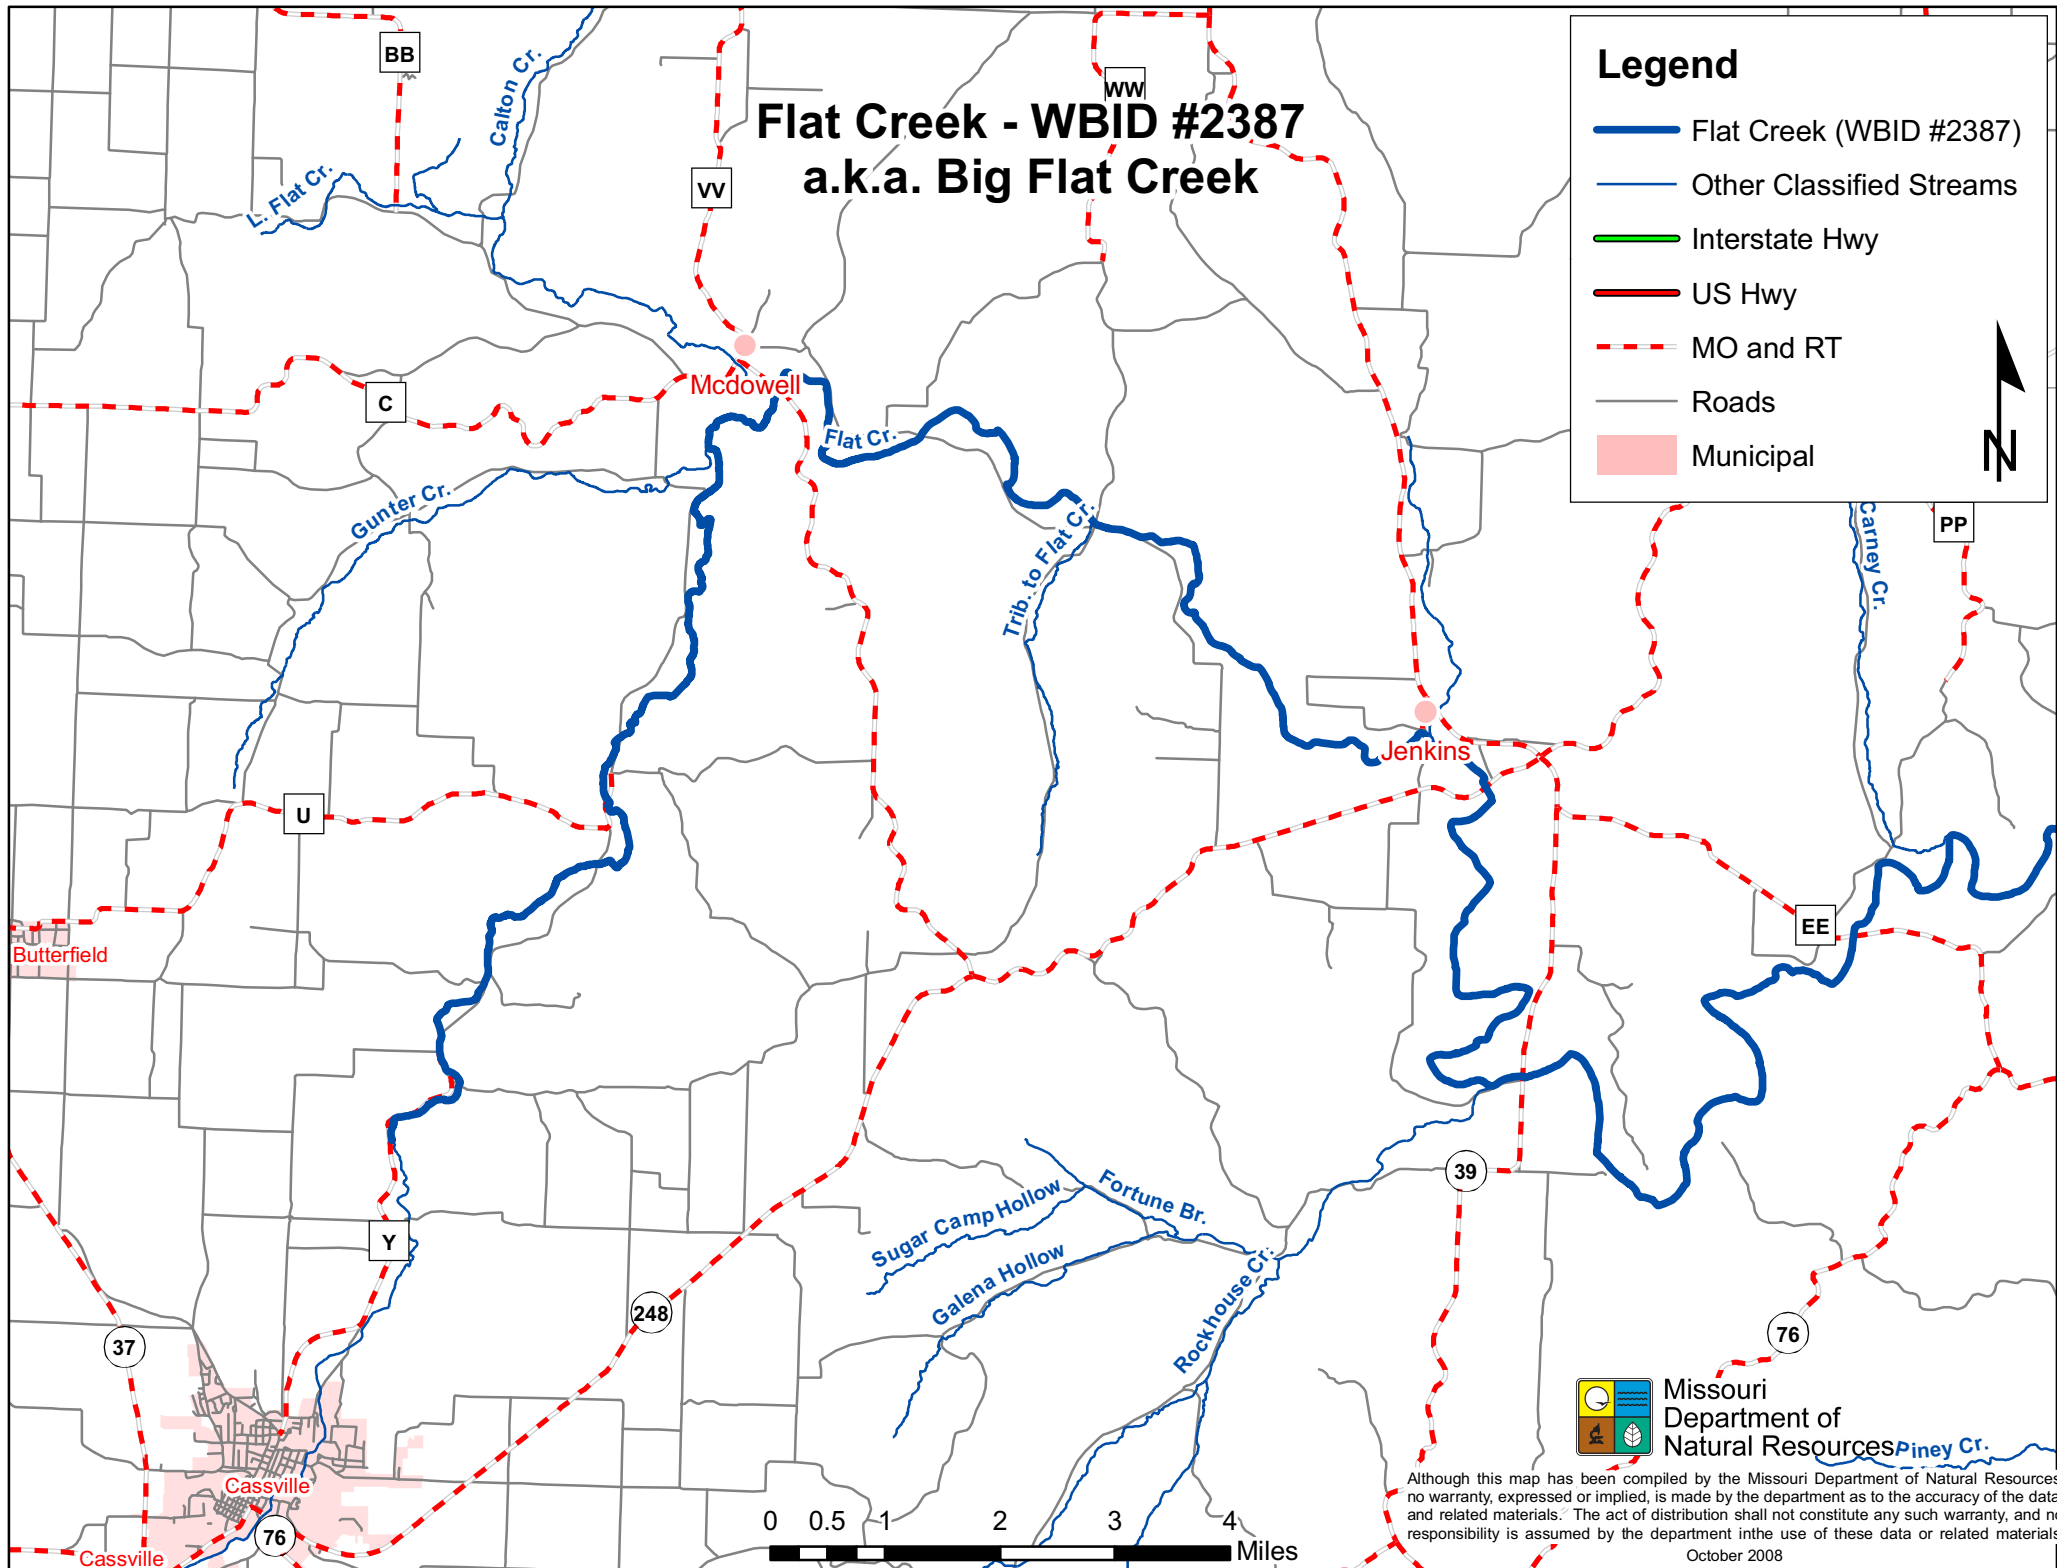 Flat Creek - WBID #2387
a.k.a. Big Flat Creek
Legend
Flat Creek (WBID #2387)
Other Classified Streams
Interstate Hwy
US Hwy
MO and RT
Roads
Municipal
N
BB
Calton Cr.
WW
VV
L. Flat Cr.
Mcdowell
C
Flat Cr.
Gunter Cr.
Trib. to Flat Cr.
Carney Cr.
PP
Jenkins
U
EE
Butterfield
39
Fortune Br.
Sugar Camp Hollow
Y
Galena Hollow
Rockhouse Cr.
248
37
76
Cassville
76
Cassville
Piney Cr.
Missouri
Department of
Natural Resources
0 0.5 1 2 3 4
Miles
Although this map has been compiled by the Missouri Department of Natural Resources
no warranty, expressed or implied, is made by the department as to the accuracy of the data
and related materials. The act of distribution shall not constitute any such warranty, and no
responsibility is assumed by the department inthe use of these data or related materials
October 2008